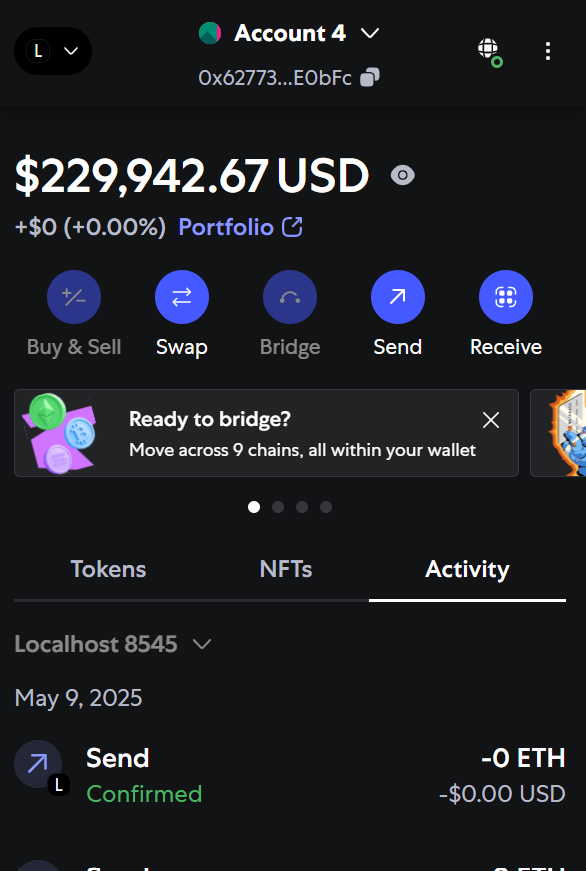 L
Account 4
0x62773...E0bFc
$229,942.67 USD
+$0 (+0.00%) Portfolio
Buy & Sell Swap Bridge Send Receive
Ready to bridge?
Move across 9 chains, all within your wallet
Tokens NFTs Activity
Localhost 8545
May 9, 2025
Send -0 ETH
L
Confirmed -$0.00 USD